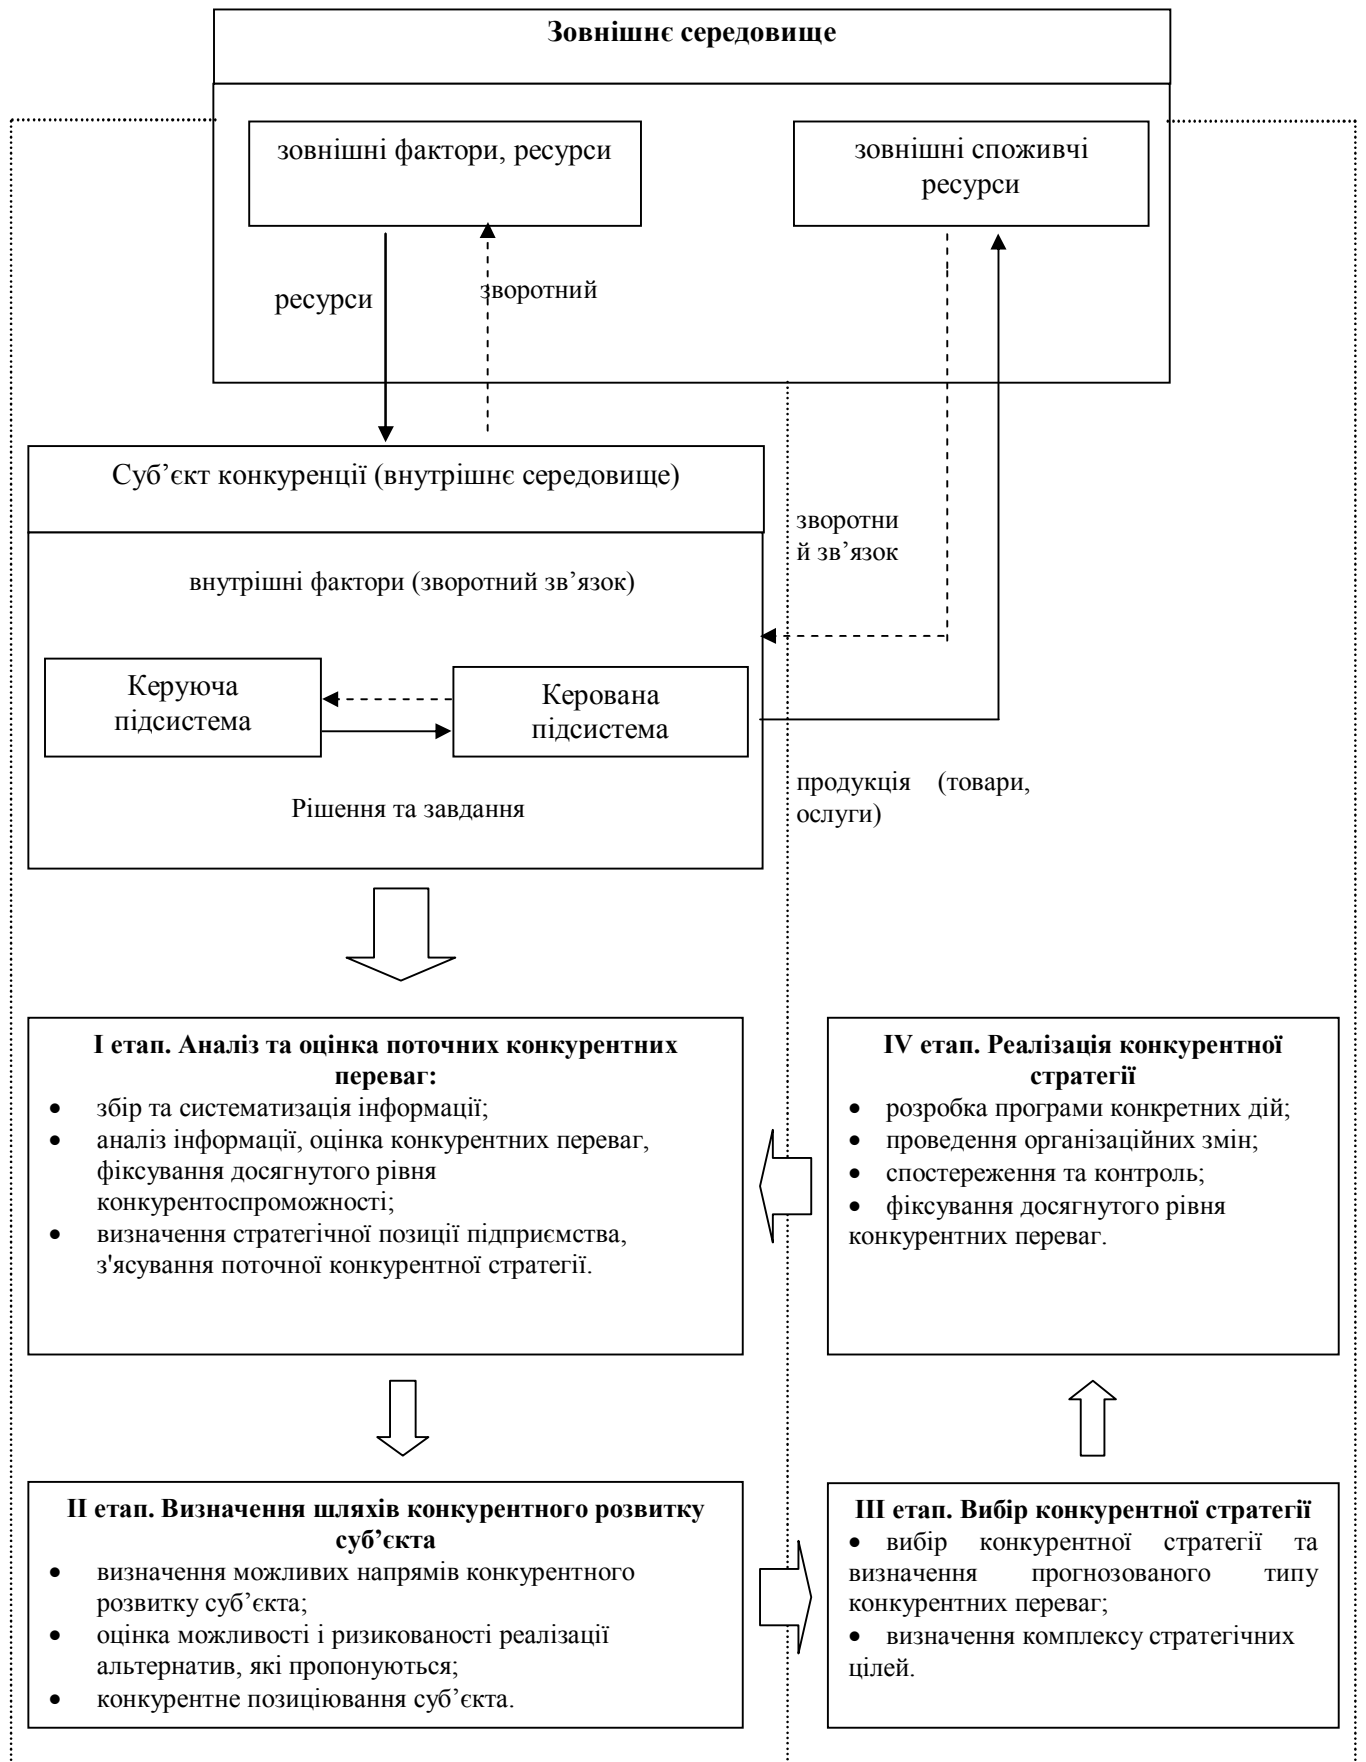 Зовнішнє середовище
зовнішні фактори, ресурси
зовнішні споживчі
ресурси
ресурси
зворотний
Суб’єкт конкуренції (внутрішнє середовище)
внутрішні фактори (зворотний зв’язок)
зворотни
й зв’язок
Керуюча
підсистема
Керована
підсистема
Рішення та завдання
продукція (товари,
ослуги)
I етап. Аналіз та оцінка поточних конкурентних
переваг:
• збір та систематизація інформації;
• аналіз інформації, оцінка конкурентних переваг,
фіксування досягнутого рівня
конкурентоспроможності;
• визначення стратегічної позиції підприємства,
з'ясування поточної конкурентної стратегії.
IV етап. Реалізація конкурентної
стратегії
• розробка програми конкретних дій;
• проведення організаційних змін;
• спостереження та контроль;
• фіксування досягнутого рівня
конкурентних переваг.
II етап. Визначення шляхів конкурентного розвитку
суб’єкта
• визначення можливих напрямів конкурентного
розвитку суб’єкта;
• оцінка можливості і ризикованості реалізації
альтернатив, які пропонуються;
• конкурентне позиціювання суб’єкта.
III етап. Вибір конкурентної стратегії
• вибір конкурентної стратегії та
визначення прогнозованого типу
конкурентних переваг;
• визначення комплексу стратегічних
цілей.